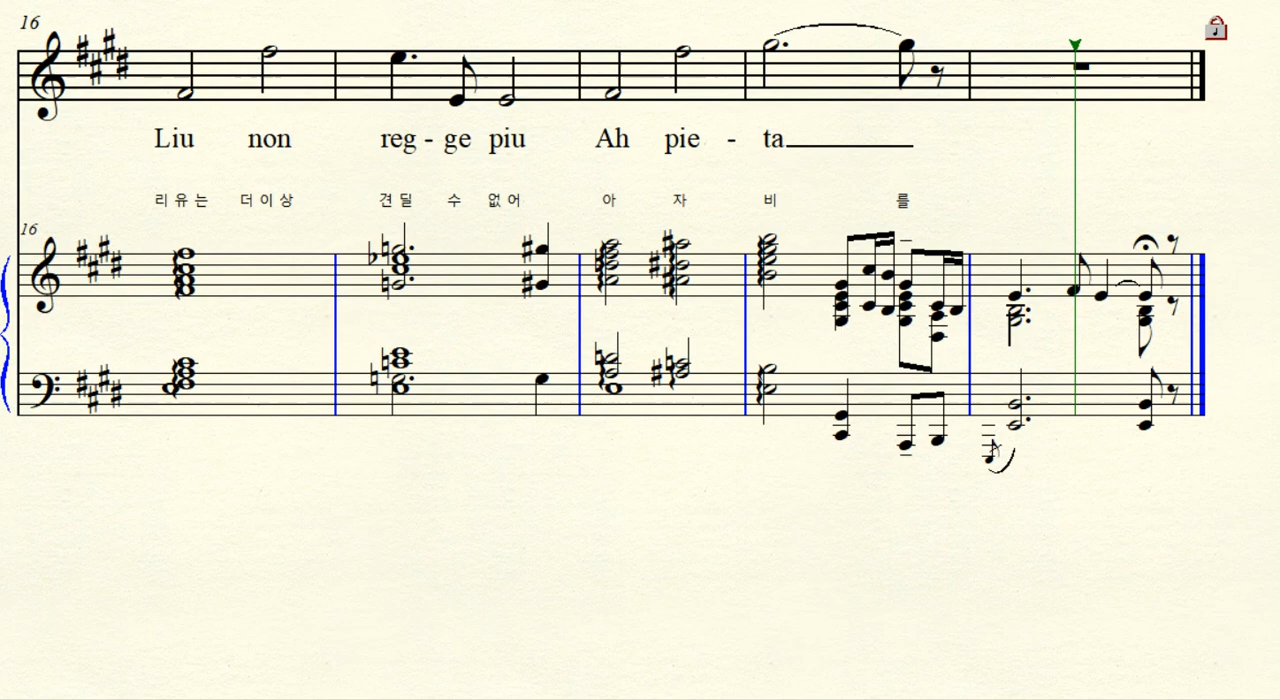 16
Liu non reg - ge piu Ah pie - ta
리유는 더이상 견딜 수 없어 아 자 비 를
16